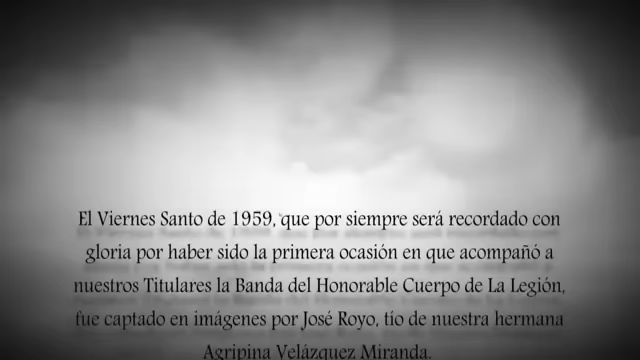 El Viernes Santo de 1959, que por siempre será recordado con
gloria por haber sido la primera ocasión en que acompañó a
nuestros Titulares la Banda del Honorable Cuerpo de La Legión,
fue captado en imágenes por José Royo, tío de nuestra hermana
Agripina Velázquez Miranda.